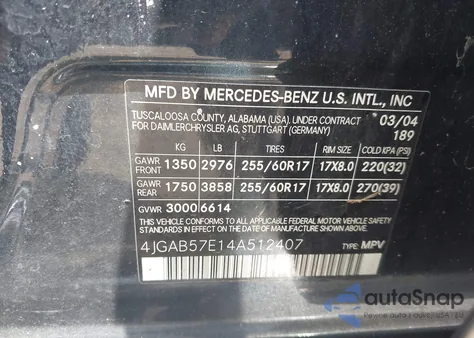 MFD BY MERCEDES-BENZ U.S. INTL., INC
TUSCALOOSA COUNTY, ALABAMA (USA). UNDER CONTRACT 03/04
FOR DAIMLERCHRYSLER AG, STUTTGART (GERMANY) 189
KG LB TIRES RIM SIZE COLD KPA (PSI)
GAWR FRONT 1350 2976 255/60R17 17X8.0 220(32)
GAWR REAR 1750 3858 255/60R17 17X8.0 270(39)
GVWR 3000 6614
THIS VEHICLE CONFORMS TO ALL APPLICABLE FEDERAL MOTOR VEHICLE SAFETY
STANDARDS IN EFFECT ON THE DATE OF MANUFACTURE SHOWN ABOVE
4JGAB57E14A512407 TYPE: MPV
autoSnap